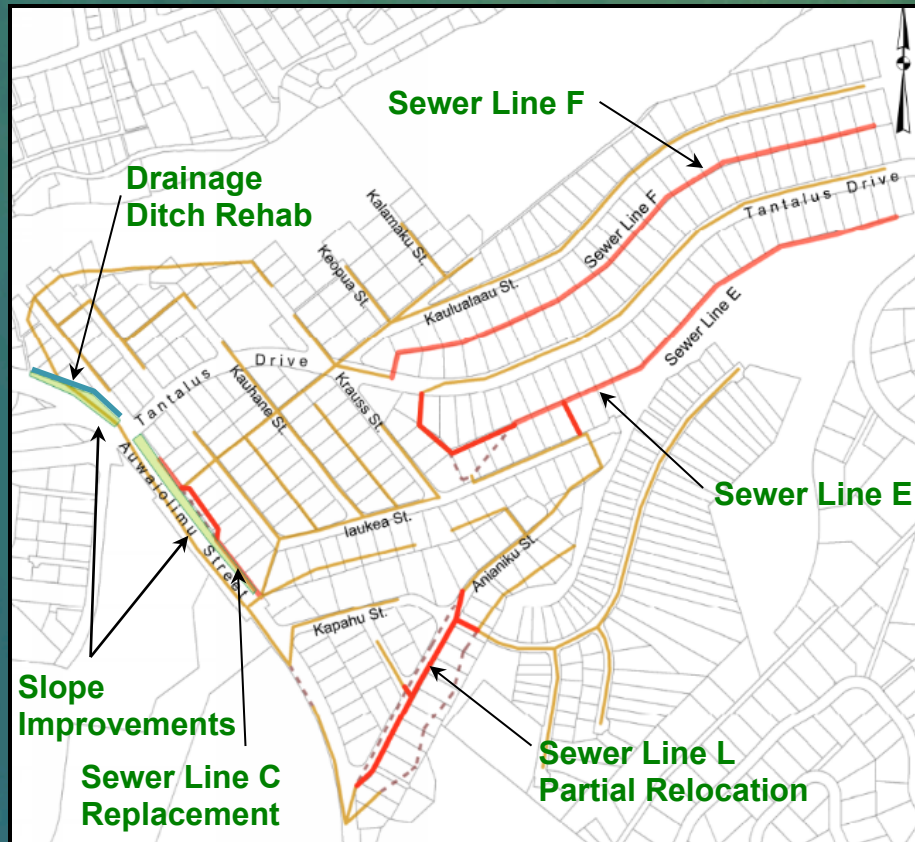 Sewer Line F
Drainage
Ditch Rehab
Kalamaku St.
Keopua St.
Sewer Line F
Tantalus Drive
Kaulualaau St.
Sewer Line E
Tantalus Drive
Kauhane St.
Krauss St.
Auwaiolimu Street
Iaukea St.
Sewer Line E
Anianiku St.
Kapahu St.
Slope
Improvements
Sewer Line C
Replacement
Sewer Line L
Partial Relocation